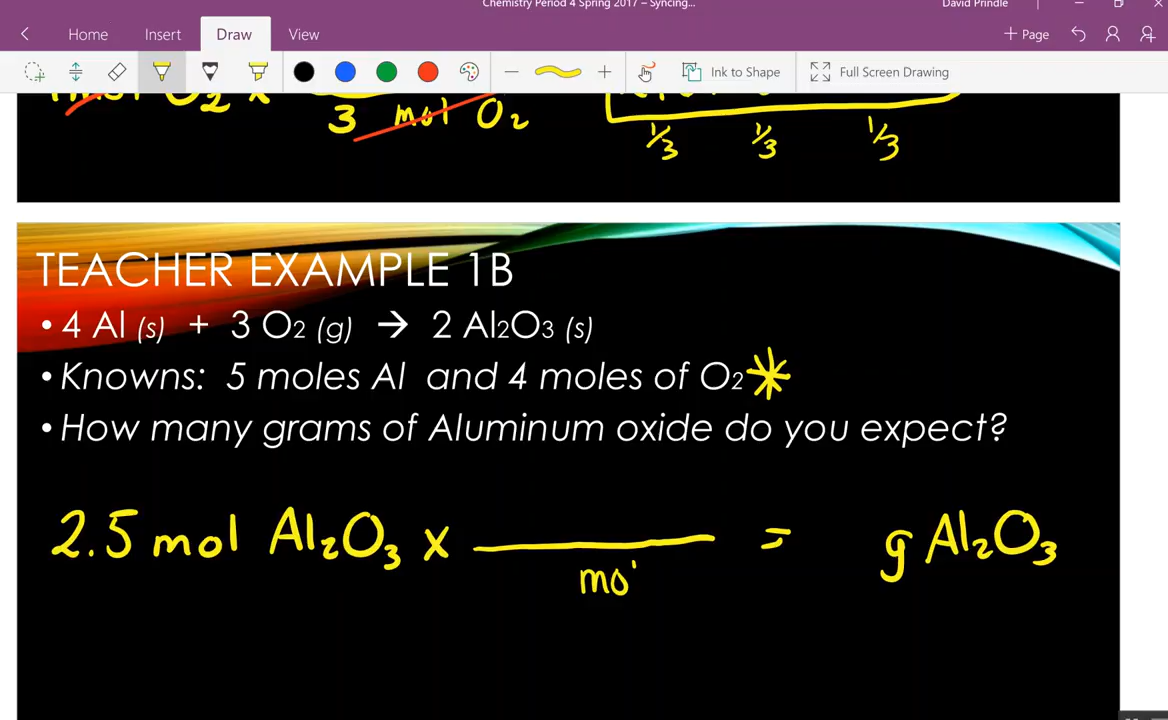 Chemistry Period 4 Spring 2017 – Syncing...
David Prindle
Home Insert Draw View
Page
Ink to Shape
Full Screen Drawing
O₂ x
3 mol O₂
1/3 1/3 1/3
TEACHER EXAMPLE 1B
• 4 Al (s) + 3 O₂ (g) → 2 Al₂O₃ (s)
• Knowns: 5 moles Al and 4 moles of O₂ *
• How many grams of Aluminum oxide do you expect?
2.5 mol Al₂O₃ x = g Al₂O₃